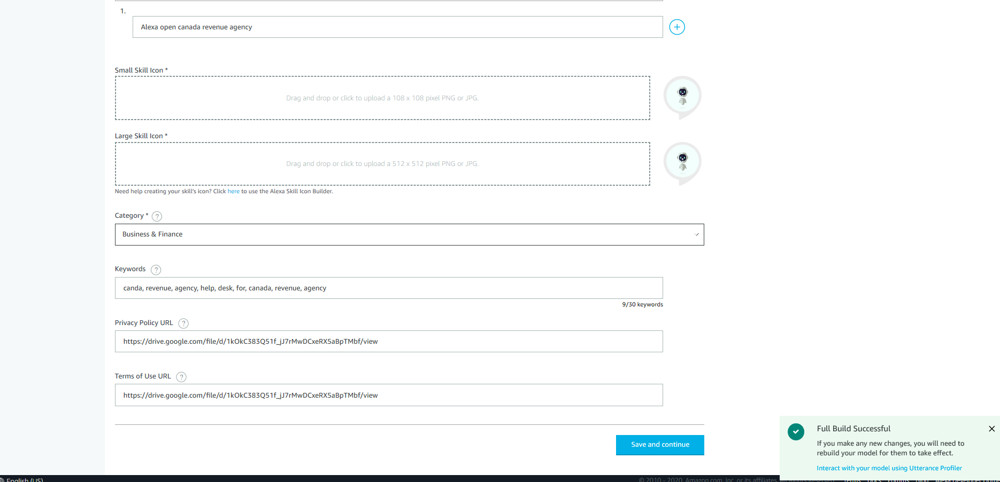 1.
Alexa open canada revenue agency
Small Skill Icon *
Drag and drop or click to upload a 108 x 108 pixel PNG or JPG.
Large Skill Icon *
Drag and drop or click to upload a 512 x 512 pixel PNG or JPG.
Need help creating your skill's icon? Click here to use the Alexa Skill Icon Builder.
Category * ?
Business & Finance
Keywords ?
canda, revenue, agency, help, desk, for, canada, revenue, agency
9/30 keywords
Privacy Policy URL ?
https://drive.google.com/file/d/1kOkC383Q51f_jJ7rMwDCxeRX5aBpTMbf/view
Terms of Use URL ?
https://drive.google.com/file/d/1kOkC383Q51f_jJ7rMwDCxeRX5aBpTMbf/view
Save and continue
Full Build Successful
If you make any new changes, you will need to
rebuild your model for them to take effect.
Interact with your model using Utterance Profiler
English (US)
© 2010 - 2020, Amazon.com, Inc. or its affiliates.